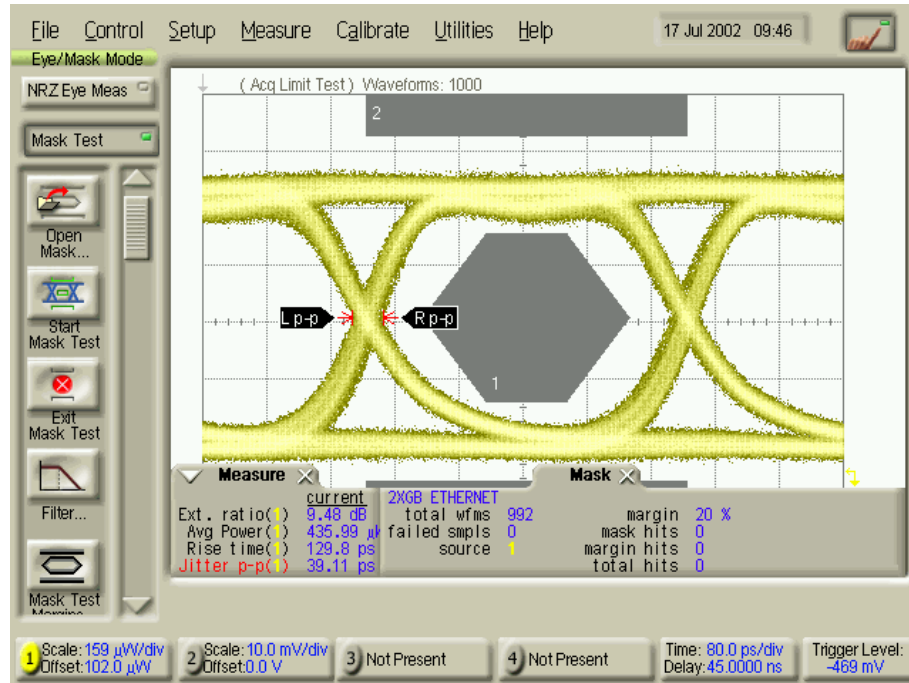 File Control Setup Measure Calibrate Utilities Help 17 Jul 2002 09:46
Eye/Mask Mode
NRZ Eye Meas
Mask Test
Open
Mask...
Start
Mask Test
Exit
Mask Test
Filter...
Mask Test
Margins
( Acq Limit Test ) Waveforms: 1000
2
L p-p R p-p
1
Measure
current
Ext. ratio(1) 9.48 dB
Avg Power(1) 435.99 µW
Rise time(1) 129.8 ps
Jitter p-p(1) 39.11 ps
Mask
2XGB ETHERNET
total wfms 992 margin 20 %
failed smpls 0 mask hits 0
source 1 margin hits 0
total hits 0
1 Scale: 159 µW/div
Offset: 102.0 µW
2 Scale: 10.0 mV/div
Offset: 0.0 V
3 Not Present
4 Not Present
Time: 80.0 ps/div
Delay: 45.0000 ns
Trigger Level:
-469 mV